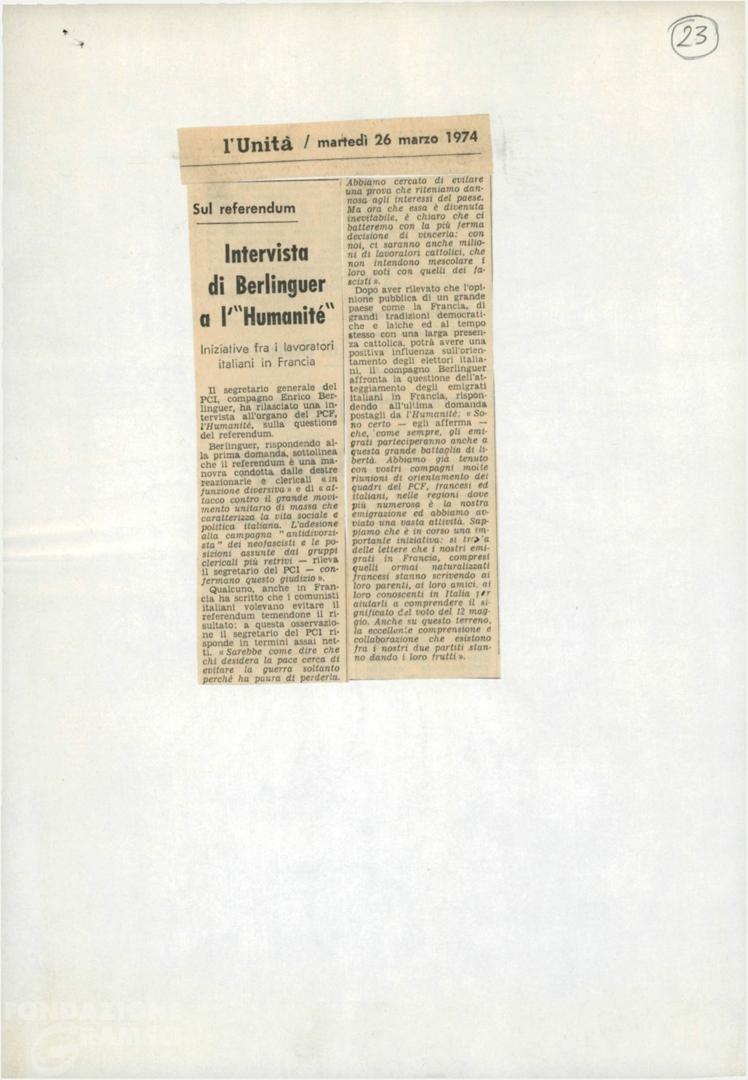 23
l'Unità / martedì 26 marzo 1974
Sul referendum
Intervista
di Berlinguer
a l'"Humanité"
Iniziative fra i lavoratori
italiani in Francia
Il segretario generale del
PCI, compagno Enrico Ber-
linguer, ha rilasciato una in-
tervista all'organo del PCF,
l'Humanité, sulla questione
del referendum.
Berlinguer, rispondendo al-
la prima domanda, sottolinea
che il referendum è una ma-
novra condotta dalle destre
reazionarie e clericali «in
funzione diversiva» e di «at-
tacco contro il grande movi-
mento unitario di massa che
caratterizza la vita sociale e
politica italiana. L'adesione
alla campagna "antidivorzi-
sta" dei neofascisti e le po-
sizioni assunte dai gruppi
clericali più retrivi — rileva
il segretario del PCI — con-
fermano questo giudizio».
Qualcuno, anche in Fran-
cia ha scritto che i comunisti
italiani volevano evitare il
referendum temendone il ri-
sultato: a questa osservazio-
ne il segretario del PCI ri-
sponde in termini assai net-
ti. «Sarebbe come dire che
chi desidera la pace cerca di
evitare la guerra soltanto
perché ha paura di perderla.
Abbiamo cercato di evitare
una prova che riteniamo dan-
nosa agli interessi del paese.
Ma ora che essa è divenuta
inevitabile, è chiaro che ci
batteremo con la più ferma
decisione di vincerla: con
noi, ci saranno anche milio-
ni di lavoratori cattolici, che
non intendono mescolare i
loro voti con quelli dei fa-
scisti».
Dopo aver rilevato che l'opi-
nione pubblica di un grande
paese come la Francia, di
grandi tradizioni democrati-
che e laiche ed al tempo
stesso con una larga presen-
za cattolica, potrà avere una
positiva influenza sull'orien-
tamento degli elettori italia-
ni, il compagno Berlinguer
affronta la questione dell'at-
teggiamento degli emigrati
italiani in Francia, rispon-
dendo all'ultima domanda
postagli da l'Humanité: «So-
no certo — egli afferma —
che, come sempre, gli emi-
grati parteciperanno anche a
questa grande battaglia di li-
bertà. Abbiamo già tenuto
con vostri compagni molte
riunioni di orientamento dei
quadri del PCF, francesi ed
italiani, nelle regioni dove
più numerosa è la nostra
emigrazione ed abbiamo av-
viato una vasta attività. Sap-
piamo che è in corso una im-
portante iniziativa: si tratta
delle lettere che i nostri emi-
grati in Francia, compresi
quelli ormai naturalizzati
francesi stanno scrivendo ai
loro parenti, ai loro amici, ai
loro conoscenti in Italia per
aiutarli a comprendere il si-
gnificato del voto del 12 mag-
gio. Anche su questo terreno,
la eccellente comprensione e
collaborazione che esistono
fra i nostri due partiti stan-
no dando i loro frutti».
FONDAZIONE
GRAMSCI